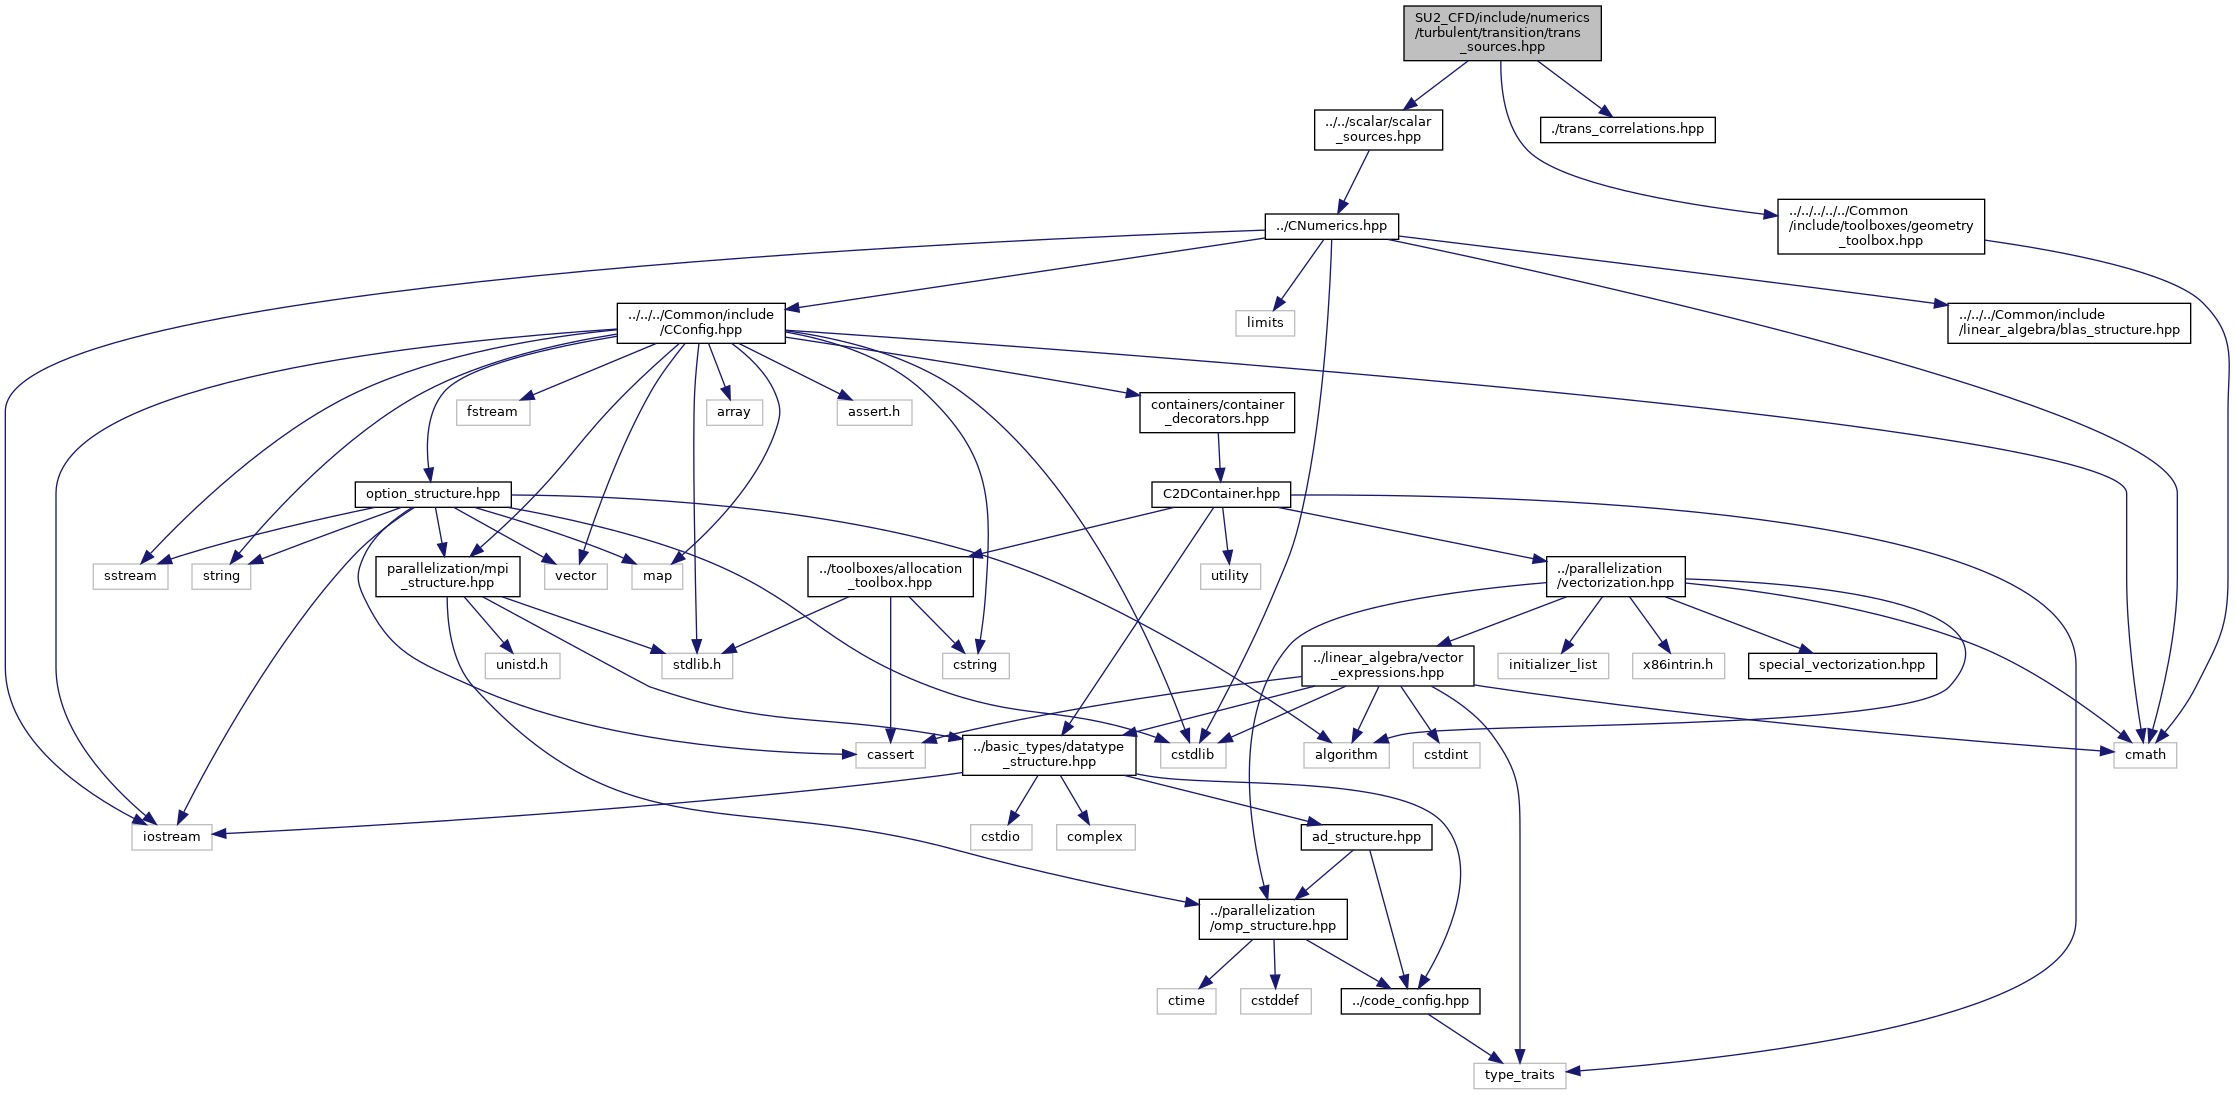 SU2_CFD/include/numerics
/turbulent/transition/trans
_sources.hpp
../../scalar/scalar
_sources.hpp
./trans_correlations.hpp
../CNumerics.hpp
../../../../../Common
/include/toolboxes/geometry
_toolbox.hpp
../../../Common/include
/CConfig.hpp
limits
../../../Common/include
/linear_algebra/blas_structure.hpp
fstream
array
assert.h
containers/container
_decorators.hpp
option_structure.hpp
C2DContainer.hpp
sstream
string
parallelization/mpi
_structure.hpp
vector
map
../toolboxes/allocation
_toolbox.hpp
utility
../parallelization
/vectorization.hpp
unistd.h
stdlib.h
cstring
../linear_algebra/vector
_expressions.hpp
initializer_list
x86intrin.h
special_vectorization.hpp
cassert
../basic_types/datatype
_structure.hpp
cstdlib
algorithm
cstdint
cmath
iostream
cstdio
complex
ad_structure.hpp
../parallelization
/omp_structure.hpp
ctime
cstddef
../code_config.hpp
type_traits